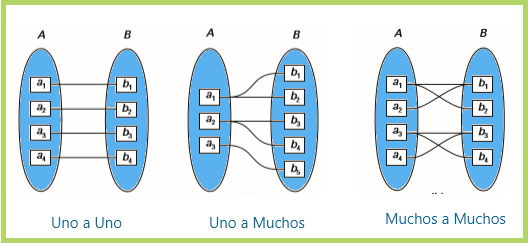 A B
a₁ b₁
a₂ b₂
a₃ b₃
a₄ b₄
Uno a Uno
A B
b₁
a₁ b₂
a₂ b₃
a₃ b₄
b₅
Uno a Muchos
A B
a₁ b₁
a₂ b₂
a₃ b₃
a₄ b₄
Muchos a Muchos